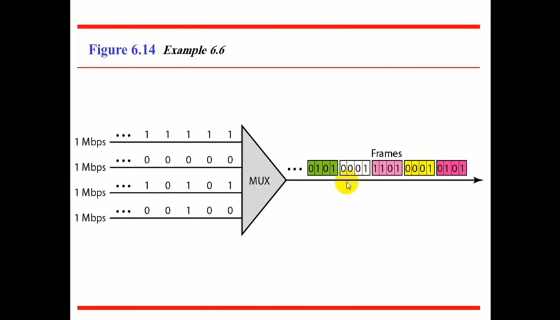 Figure 6.14 Example 6.6
1 Mbps ••• 1 1 1 1 1
1 Mbps ••• 0 0 0 0 0
1 Mbps ••• 1 0 1 0 1
1 Mbps ••• 0 0 1 0 0
MUX
Frames
••• 0101 0001 1101 0001 0101